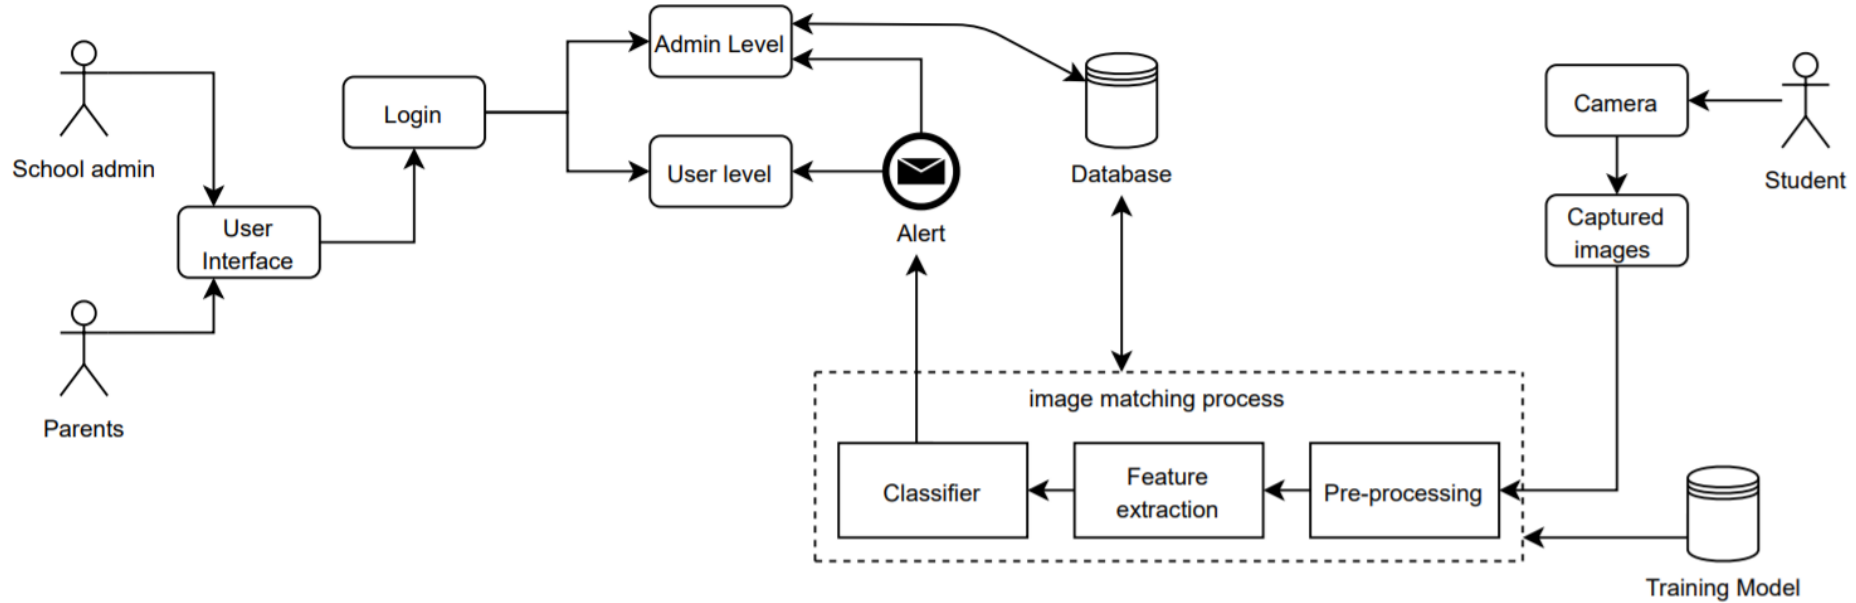 School admin
Parents
User
Interface
Login
Admin Level
User level
Alert
Database
Camera
Student
Captured
images
image matching process
Classifier
Feature
extraction
Pre-processing
Training Model